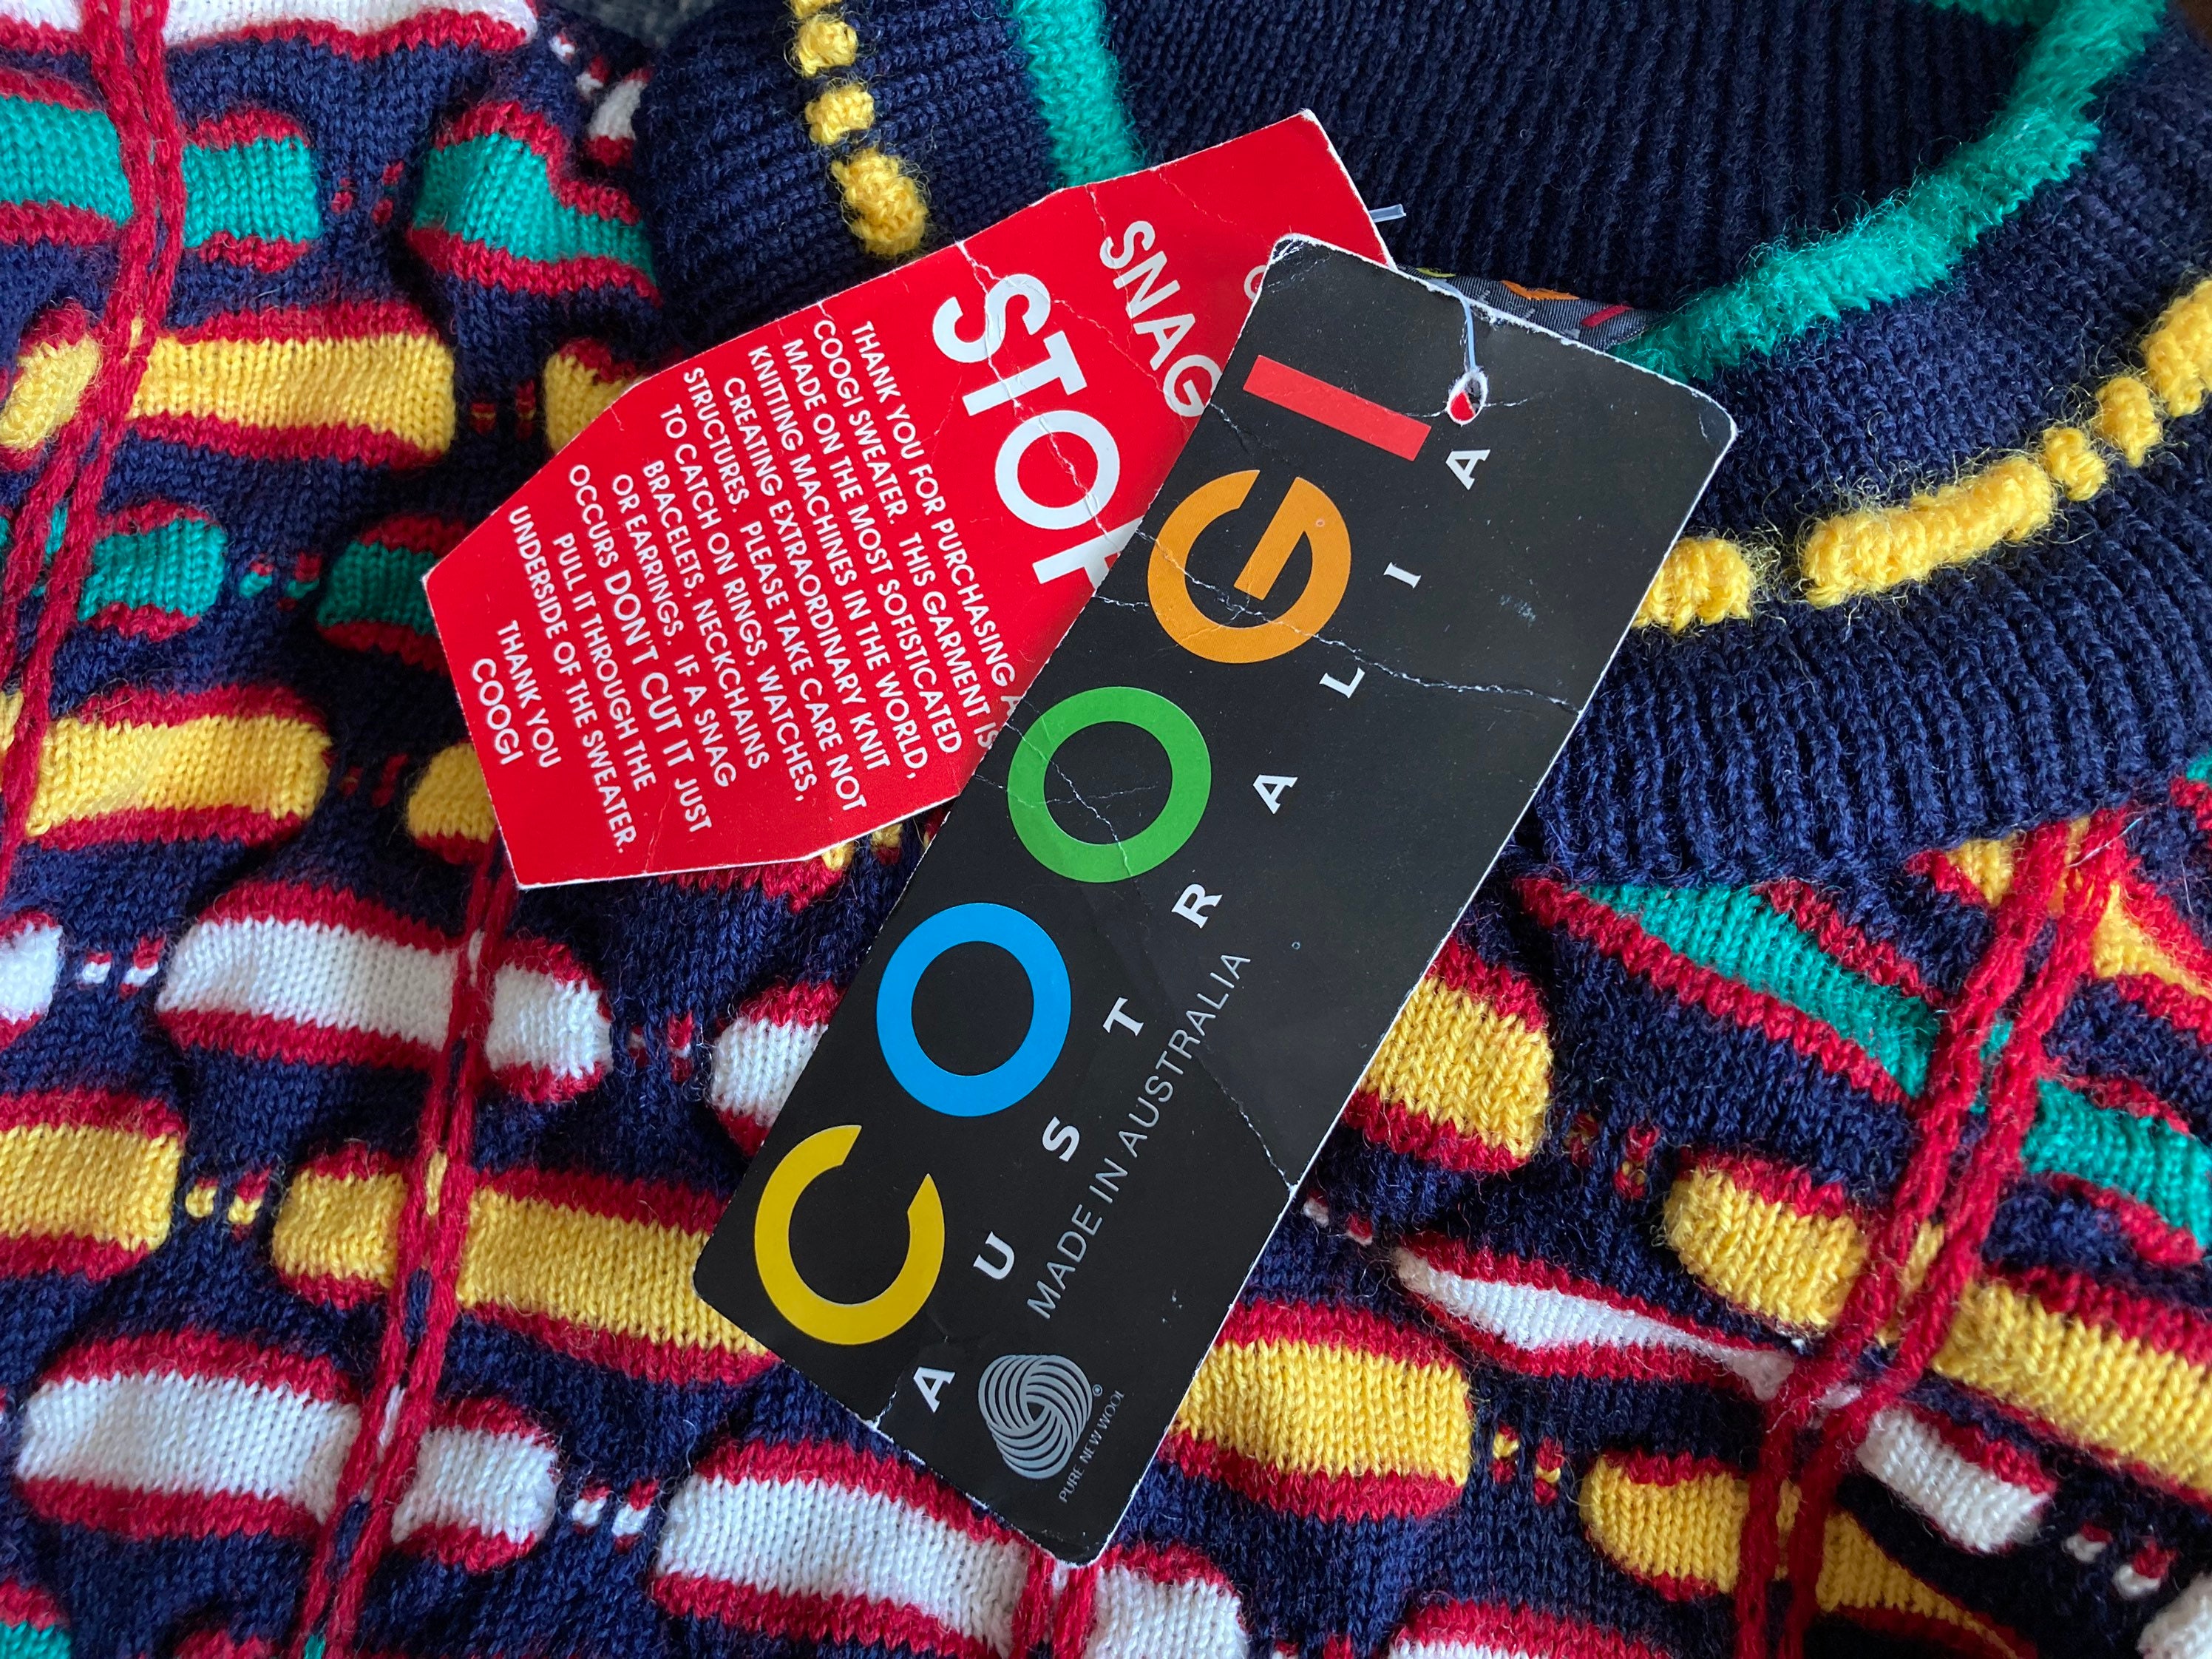 SNAG
STOP
THANK YOU FOR PURCHASING A
COOGI SWEATER. THIS GARMENT IS
MADE ON THE MOST SOFISTICATED
KNITTING MACHINES IN THE WORLD,
CREATING EXTRAORDINARY KNIT
STRUCTURES. PLEASE TAKE CARE NOT
TO CATCH ON RINGS, WATCHES,
BRACELETS, NECKCHAINS
OR EARRINGS. IF A SNAG
OCCURS DON'T CUT IT JUST
PULL IT THROUGH THE
UNDERSIDE OF THE SWEATER.
THANK YOU
COOGI
COOGI
AUSTRALIA
MADE IN AUSTRALIA
PURE NEW WOOL